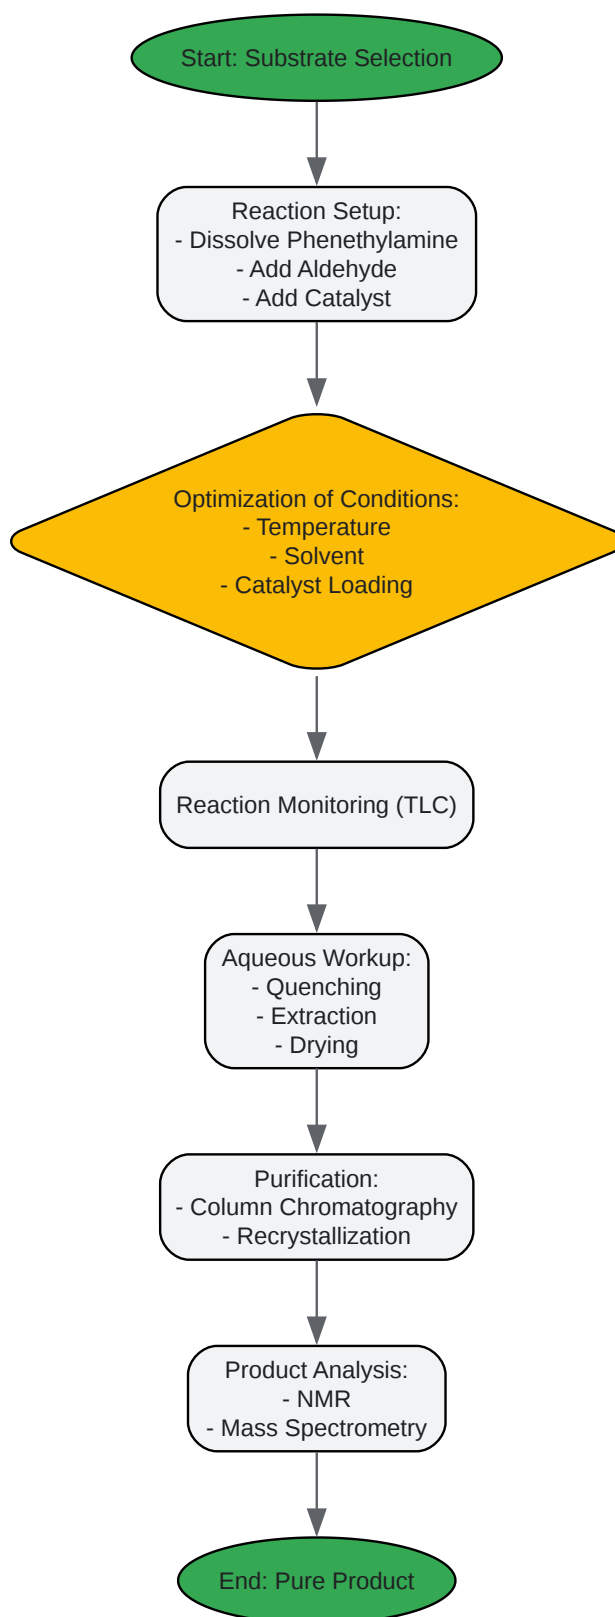 Start: Substrate Selection
Reaction Setup:
- Dissolve Phenethylamine
- Add Aldehyde
- Add Catalyst
Optimization of Conditions:
- Temperature
- Solvent
- Catalyst Loading
Reaction Monitoring (TLC)
Aqueous Workup:
- Quenching
- Extraction
- Drying
Purification:
- Column Chromatography
- Recrystallization
Product Analysis:
- NMR
- Mass Spectrometry
End: Pure Product